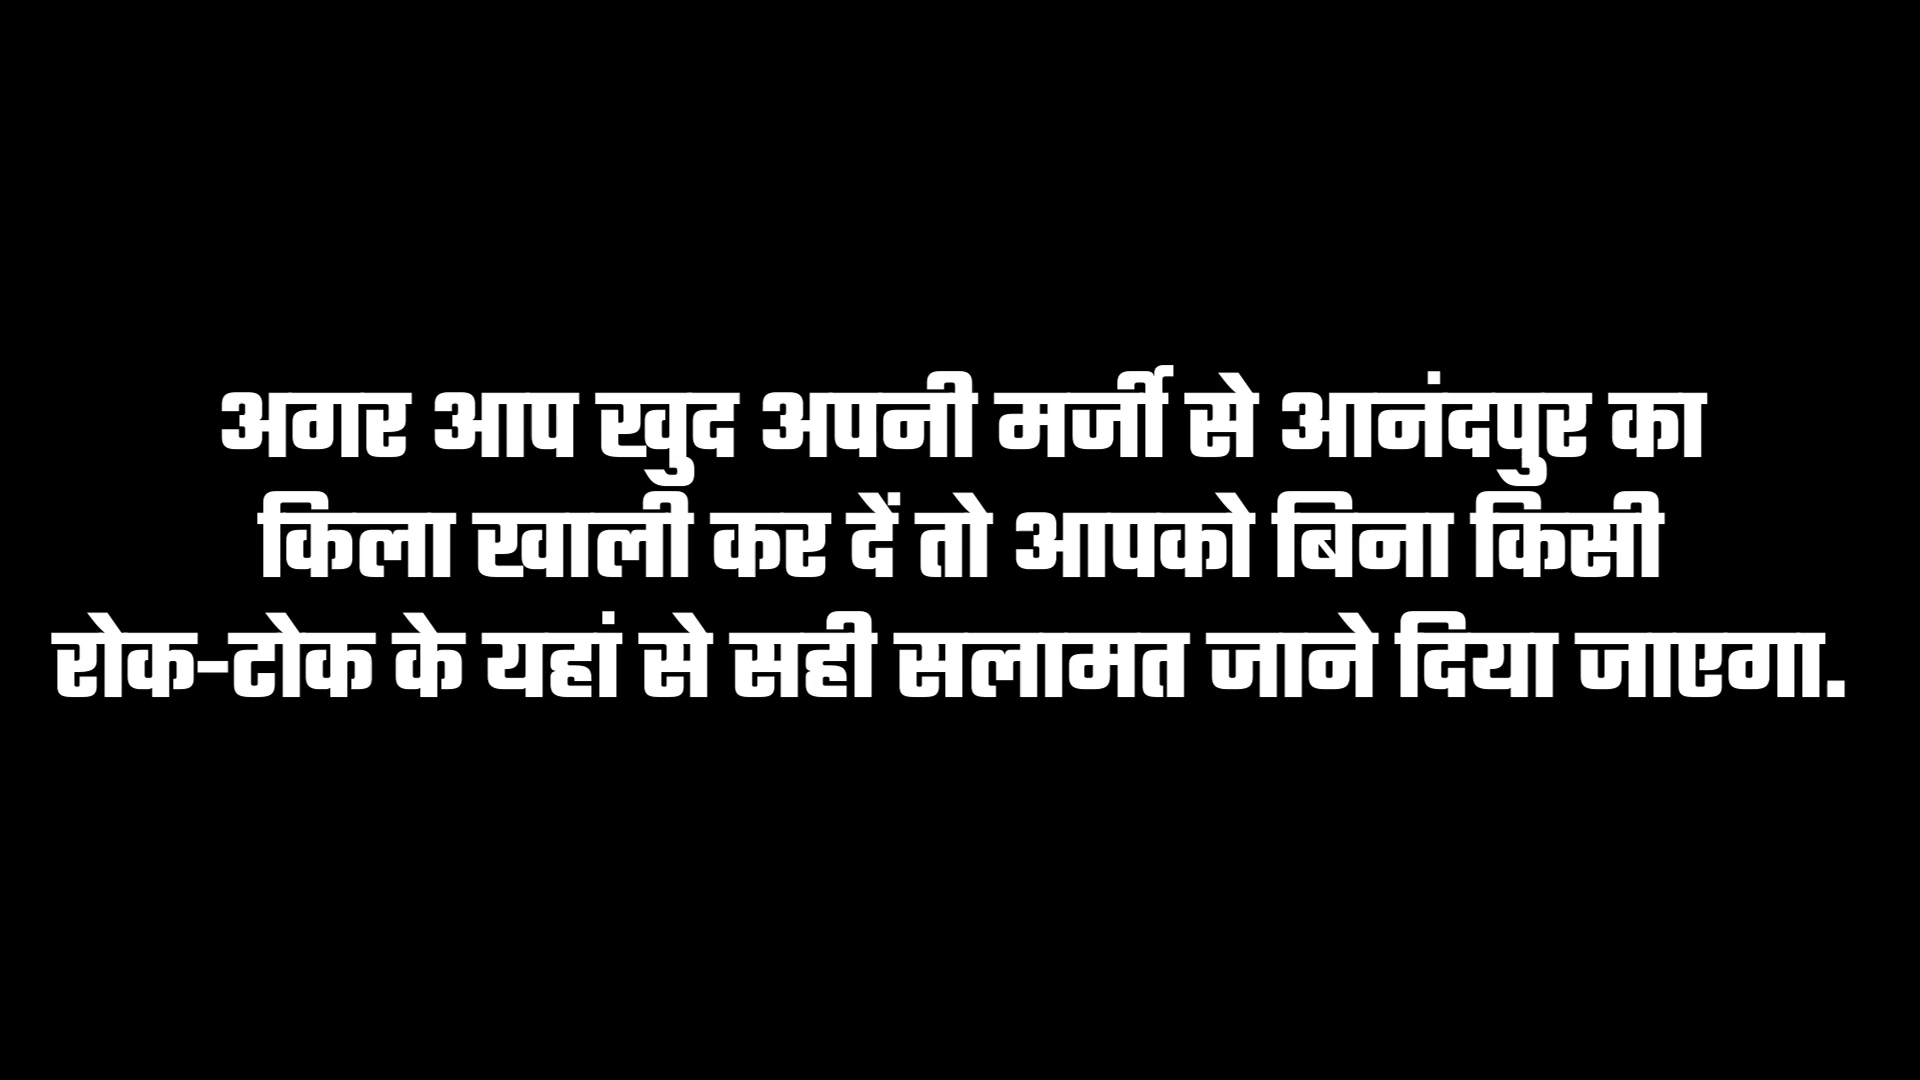 अगर आप खुद अपनी मर्जी से आनंदपुर का
किला खाली कर दें तो आपको बिना किसी
रोक-टोक के यहां से सही सलामत जाने दिया जाएगा.